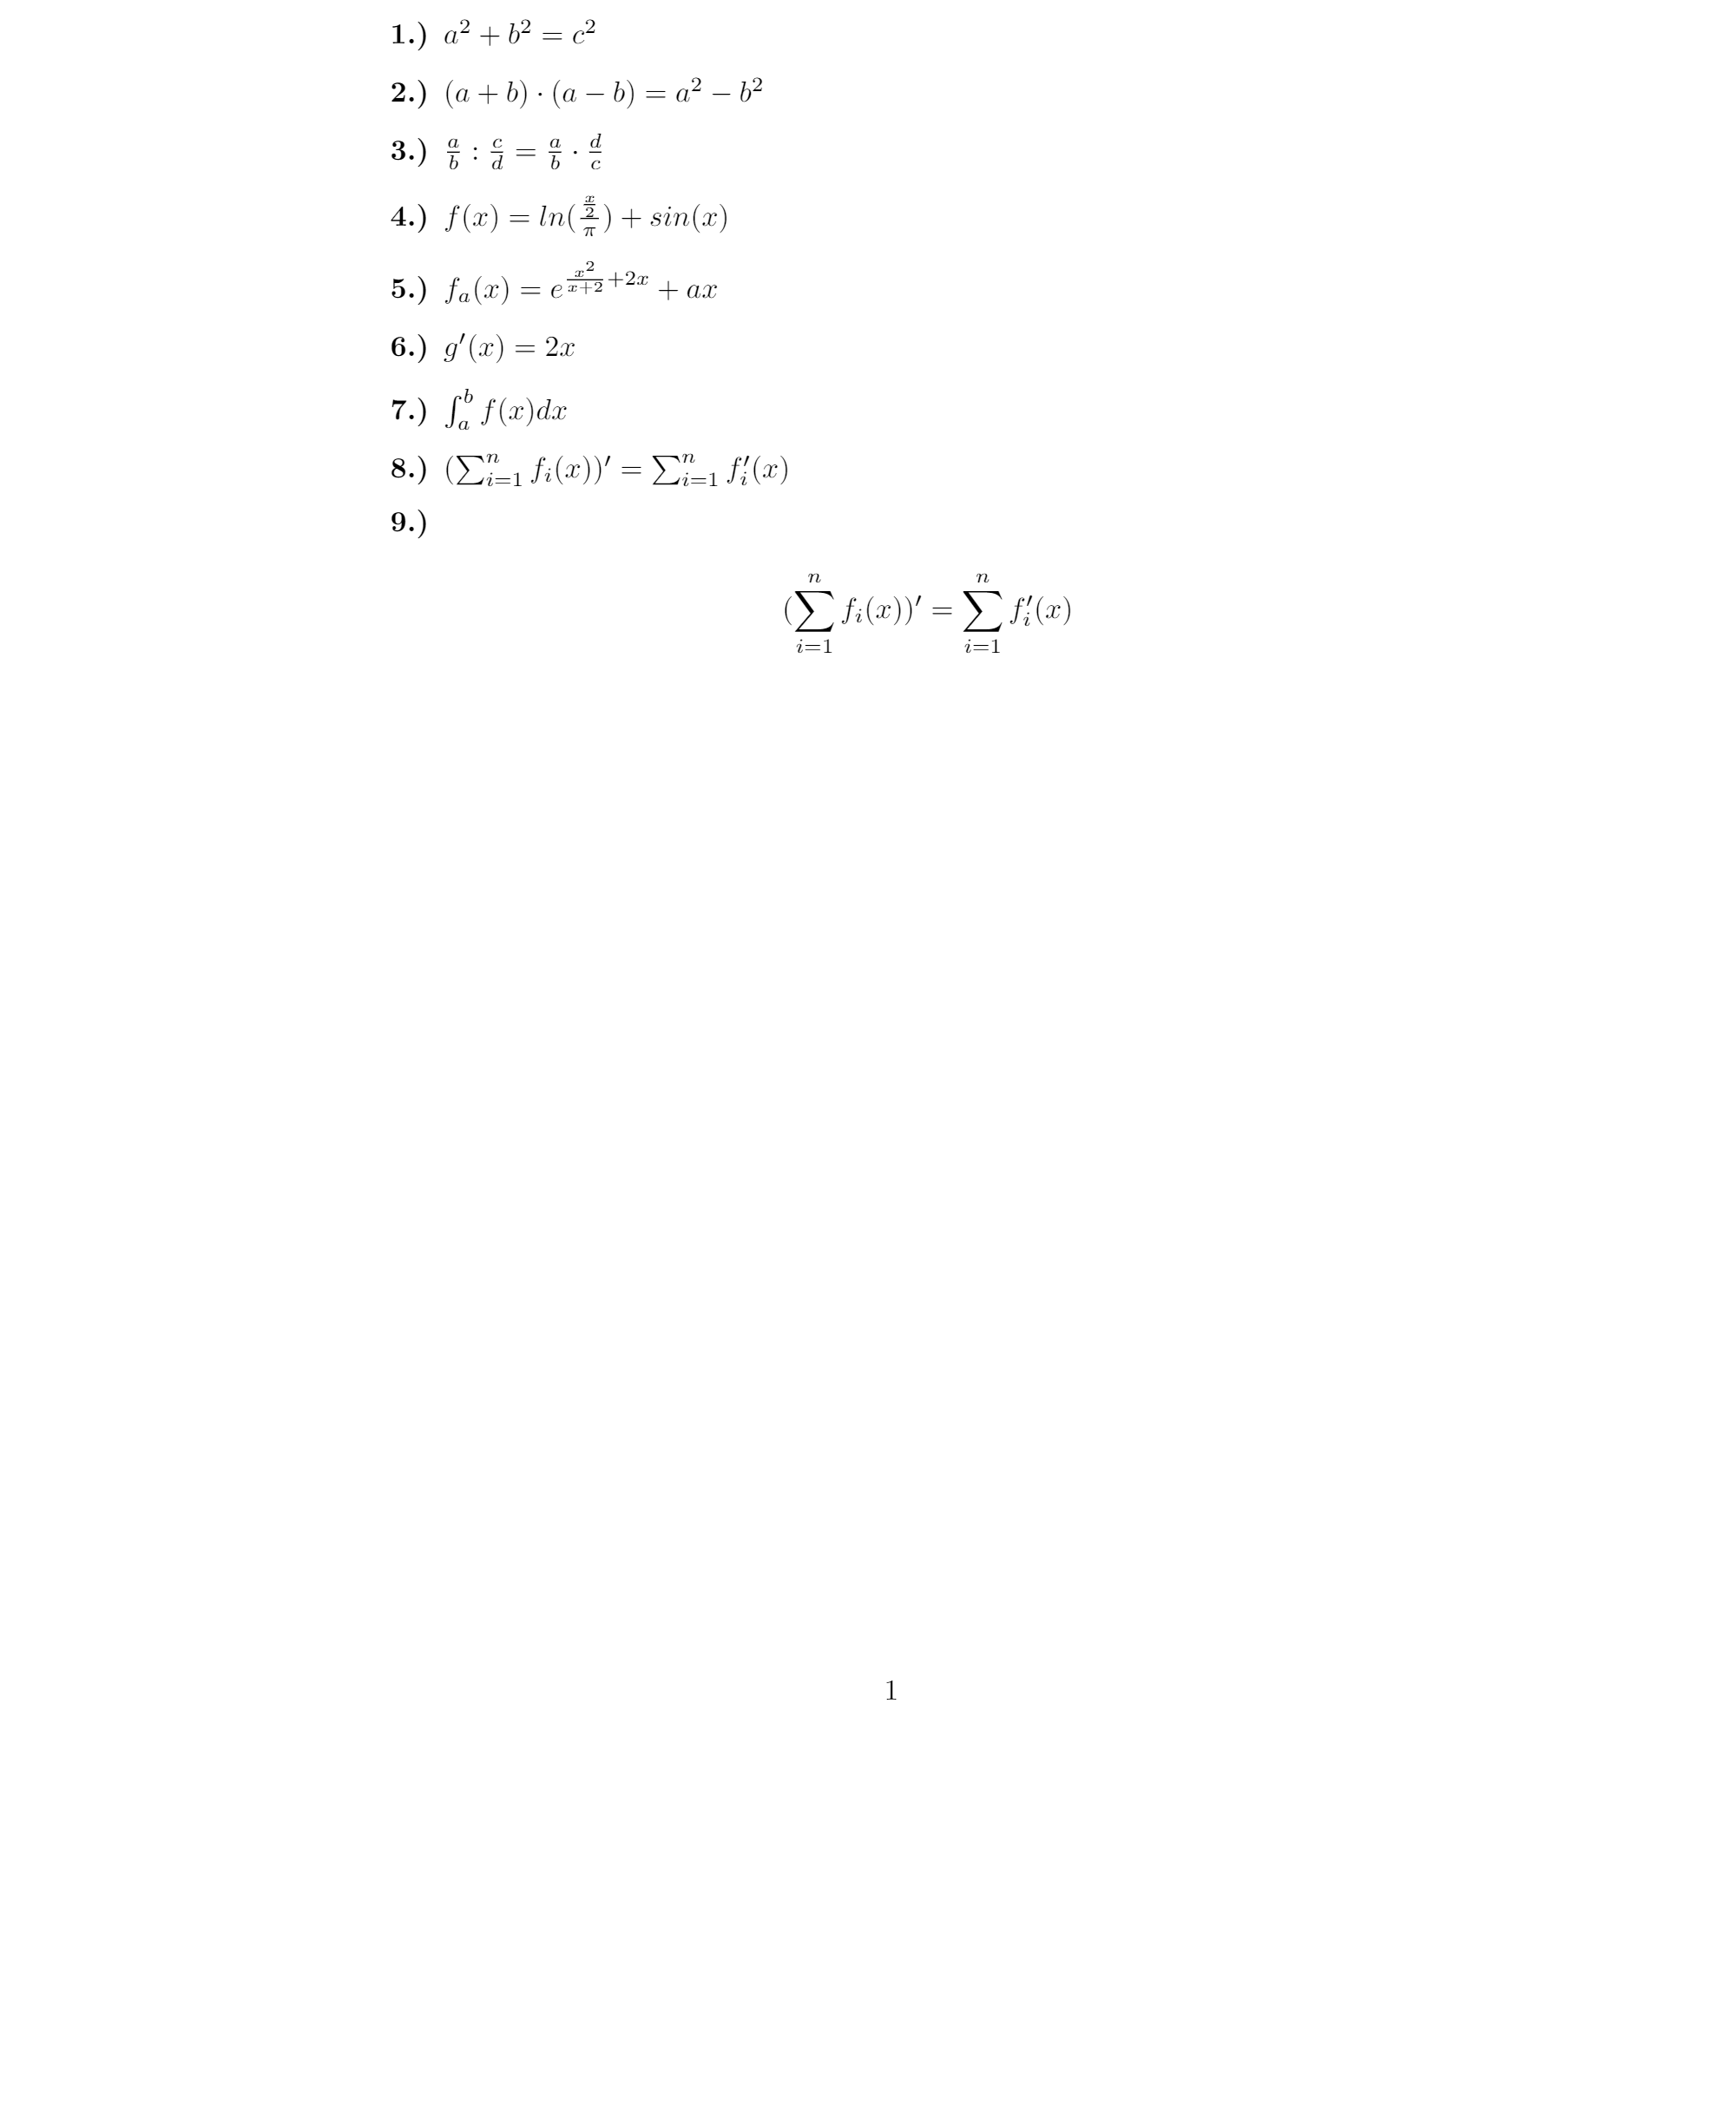 1.) $a^2 + b^2 = c^2$
2.) $(a + b) \cdot (a - b) = a^2 - b^2$
3.) $\frac{a}{b} : \frac{c}{d} = \frac{a}{b} \cdot \frac{d}{c}$
4.) $f(x) = ln(\frac{\frac{x}{2}}{\pi}) + sin(x)$
5.) $f_a(x) = e^{\frac{x^2}{x+2}+2x} + ax$
6.) $g'(x) = 2x$
7.) $\int_a^b f(x)dx$
8.) $(\sum_{i=1}^n f_i(x))' = \sum_{i=1}^n f_i'(x)$
9.)
$(\sum_{i=1}^n f_i(x))' = \sum_{i=1}^n f_i'(x)$
1